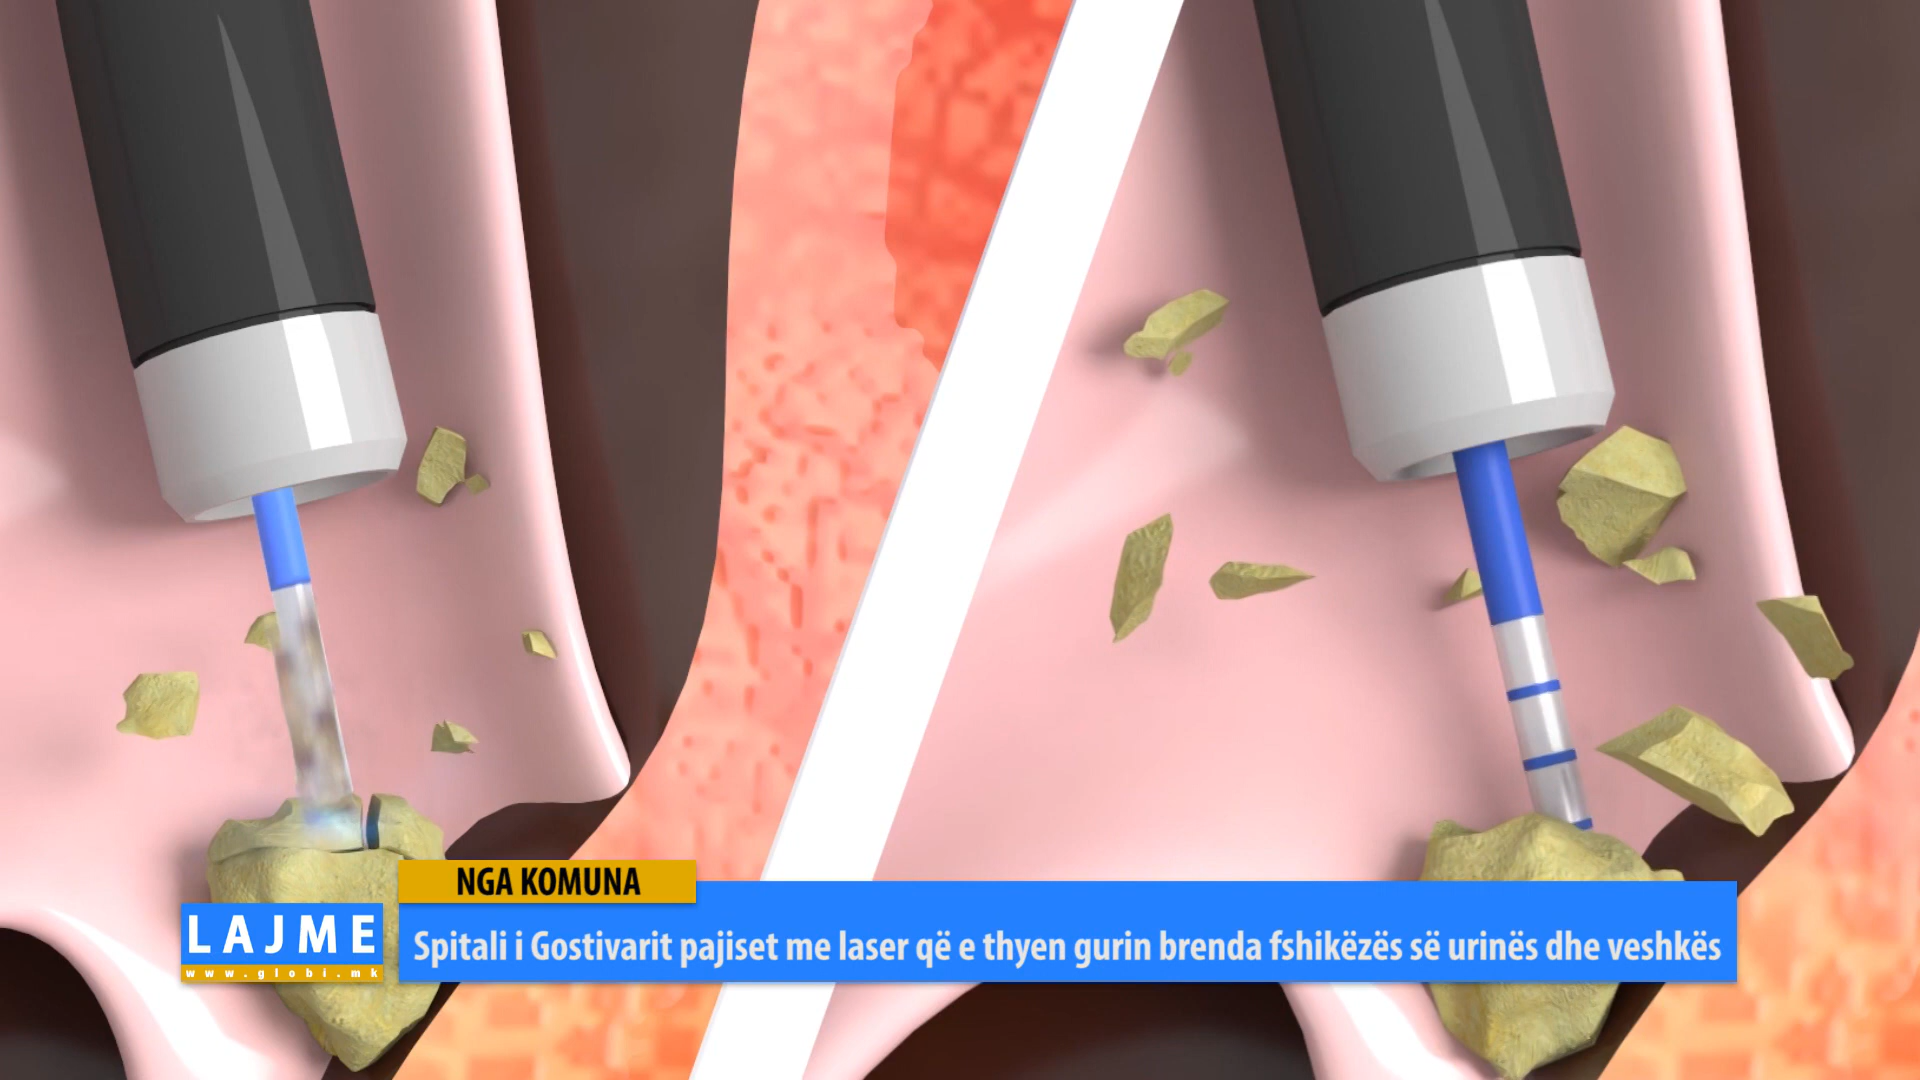 NGA KOMUNA
LAJME
www.globi.mk
Spitali i Gostivarit pajiset me laser që e thyen gurin brenda fshikëzës së urinës dhe veshkës